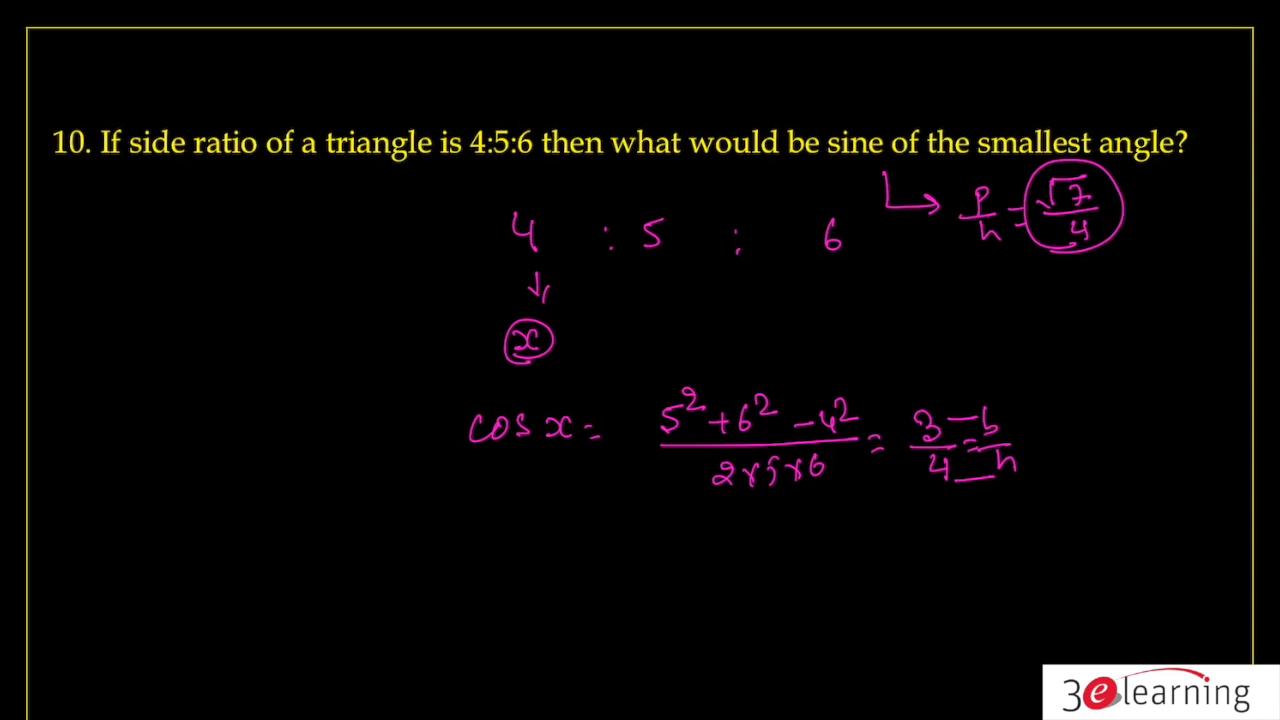 10. If side ratio of a triangle is 4:5:6 then what would be sine of the smallest angle?
p/h = √7/4
4 : 5 : 6
x
cos x = (5² + 6² - 4²)/(2×5×6) = 3/4 = b/h
3elearning